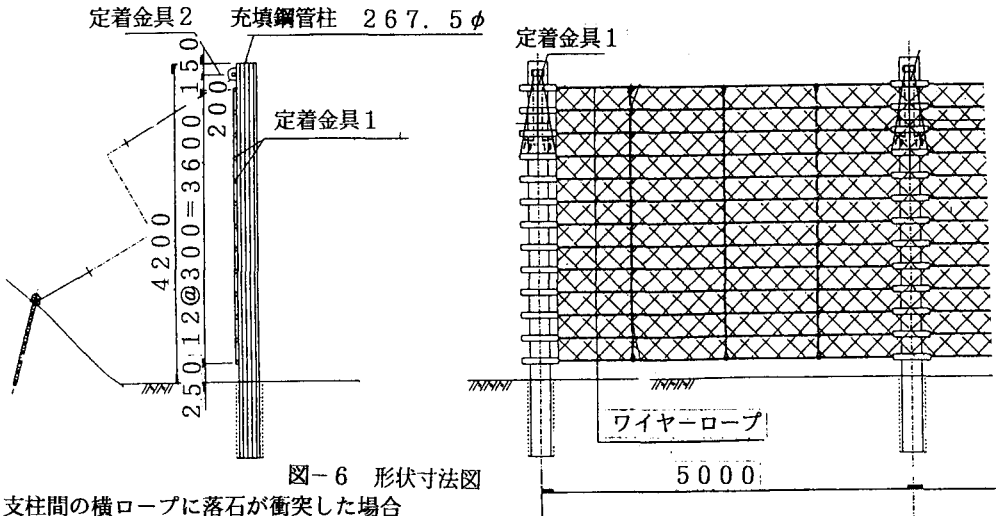 定着金具2
充填鋼管柱 267.5φ
定着金具1
150
200
4200
250 12@300=3600
定着金具1
ワイヤーロープ
5000
図-6 形状寸法図
支柱間の横ロープに落石が衝突した場合